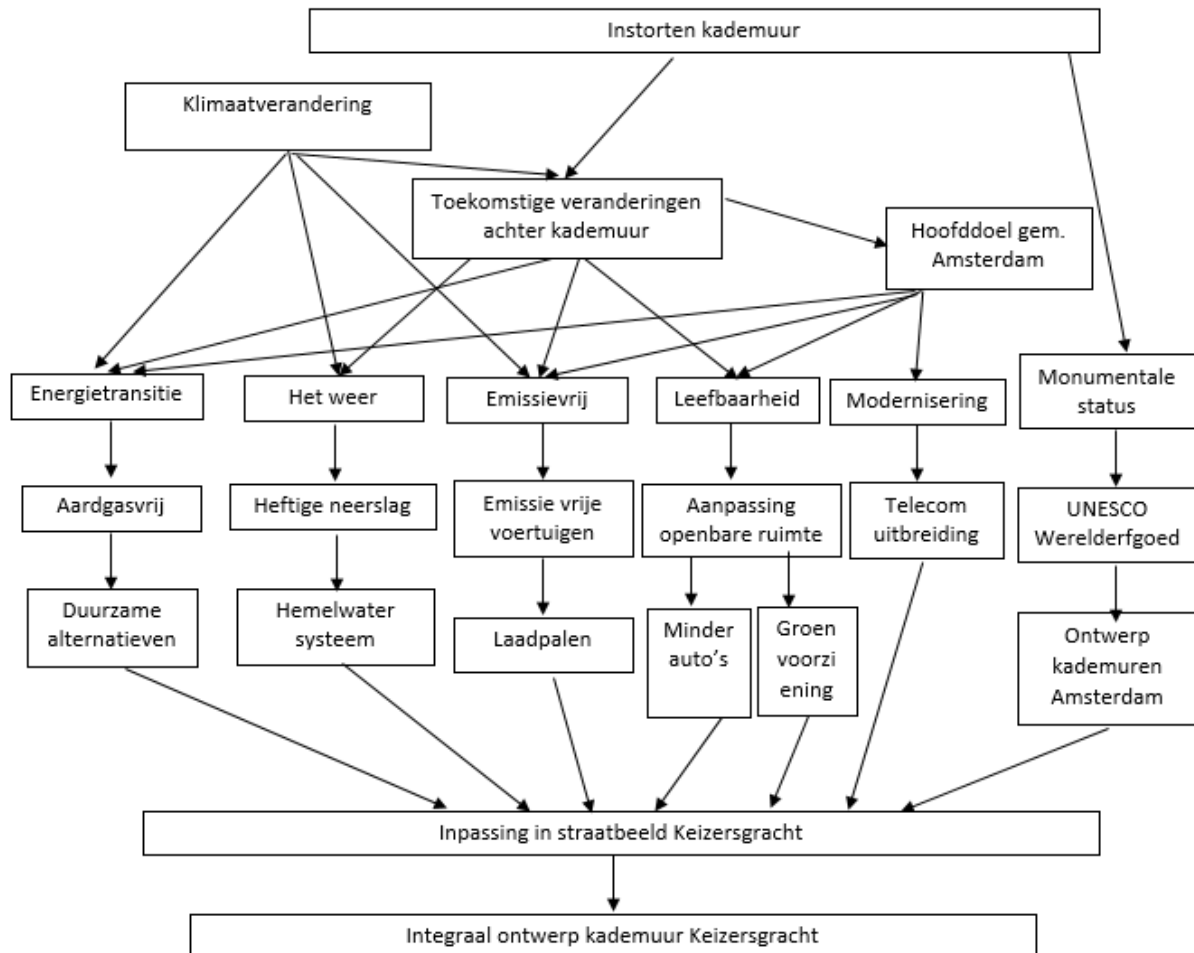 Instorten kademuur
Klimaatverandering
Toekomstige veranderingen
achter kademuur
Hoofddoel gem.
Amsterdam
Energietransitie
Het weer
Emissievrij
Leefbaarheid
Modernisering
Monumentale
status
Aardgasvrij
Heftige neerslag
Emissie vrije
voertuigen
Aanpassing
openbare ruimte
Telecom
uitbreiding
UNESCO
Werelderfgoed
Duurzame
alternatieven
Hemelwater
systeem
Laadpalen
Minder
auto's
Groen
voorzi
ening
Ontwerp
kademuren
Amsterdam
Inpassing in straatbeeld Keizersgracht
Integraal ontwerp kademuur Keizersgracht